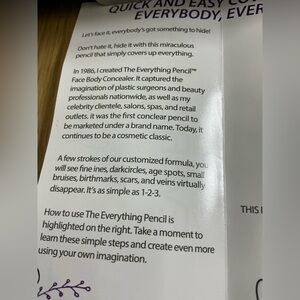 QUICK AND EASY CO
EVERYBODY, EVER
Let's face it, everybody's got something to hide!
Don't hate it, hide it with this miraculous
pencil that simply covers up everything.
In 1986, I created The Everything Pencil™
Face Body Concealer. It captured the
imagination of plastic surgeons and beauty
professionals nationwide, as well as my
celebrity clientele, salons, spas, and retail
outlets, it was the first conclear pencil to
be marketed under a brand name. Today, it
continues to be a cosmetic classic.
A few strokes of our customized formula, you
will see fine ines, darkcircles, age spots, small
bruises, birthmarks, scars, and veins virtually
disappear. It's as simple as 1-2-3.
How to use The Everything Pencil is
highlighted on the right. Take a moment to
learn these simple steps and create even more
using your own imagination.
THIS